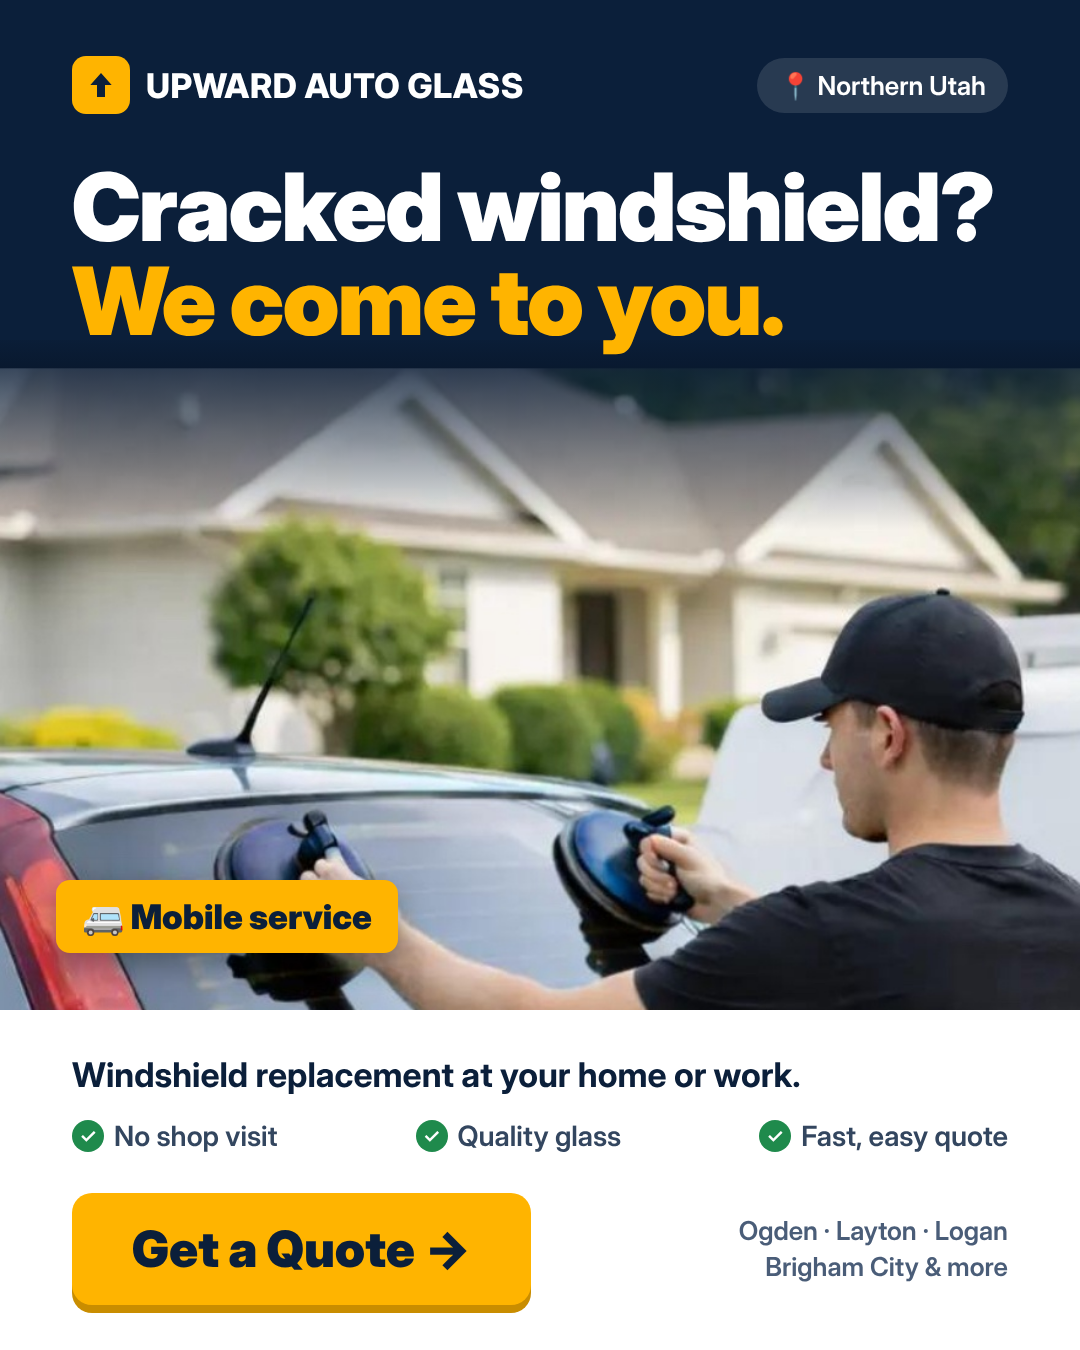 UPWARD AUTO GLASS
📍 Northern Utah
Cracked windshield?
We come to you.
🚐 Mobile service
Windshield replacement at your home or work.
No shop visit
Quality glass
Fast, easy quote
Get a Quote →
Ogden · Layton · Logan
Brigham City & more